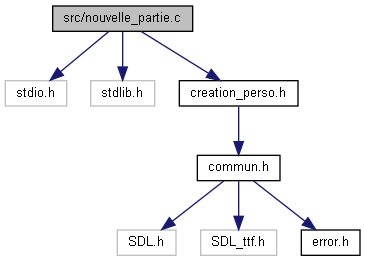 src/nouvelle_partie.c
stdio.h
stdlib.h
creation_perso.h
commun.h
SDL.h
SDL_ttf.h
error.h